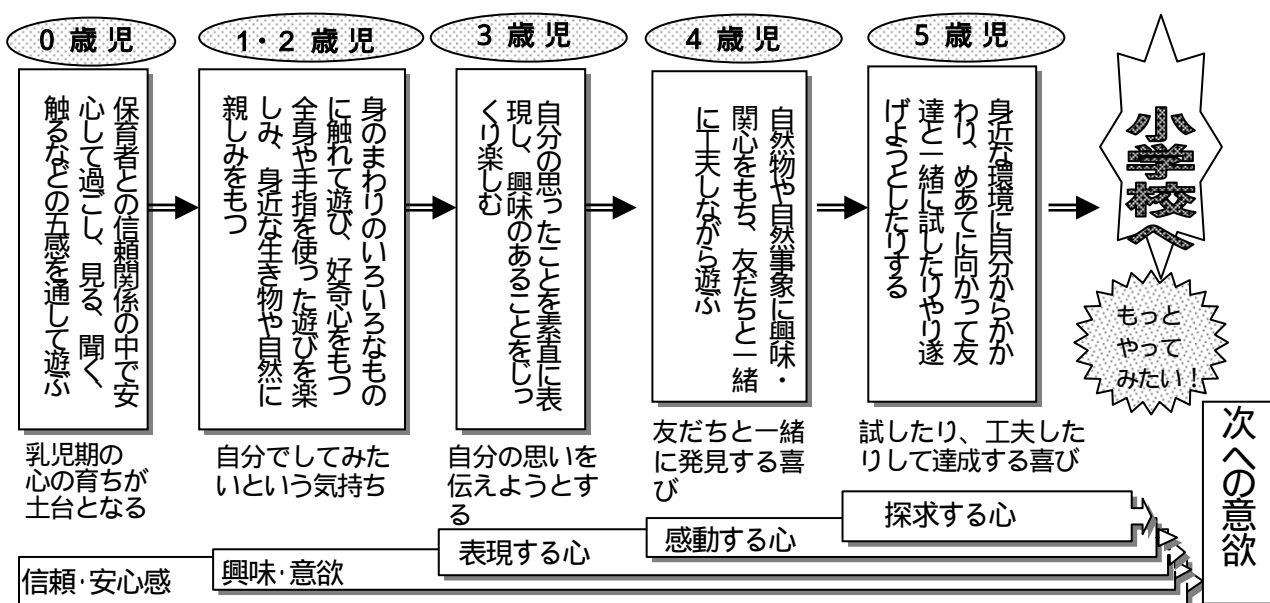 0歳児
1・2歳児
3歳児
4歳児
5歳児
保育者との信頼関係の中で安
心して過ごし、見る、聞く、
触るなどの五感を通して遊ぶ
身のまわりのいろいろなもの
に触れて遊び、好奇心をもつ
全身や手指を使った遊びを楽
しみ、身近な生き物や自然に
親しみをもつ
自分の思ったことを素直に表
現し、興味のあることをじっ
くり楽しむ
自然物や自然事象に興味・
関心をもち、友だちと一緒
に工夫しながら遊ぶ
身近な環境に自分からかか
わり、めあてに向かって友
達と一緒に試したりやり遂
げようとしたりする
小学校へ
もっと
やって
みたい！
乳児期の
心の育ちが
土台となる
自分でしてみた
いという気持ち
自分の思いを
伝えようとす
る
友だちと一緒
に発見する喜
び
試したり、工夫した
りして達成する喜び
信頼･安心感
興味･意欲
表現する心
感動する心
探求する心
次への意欲